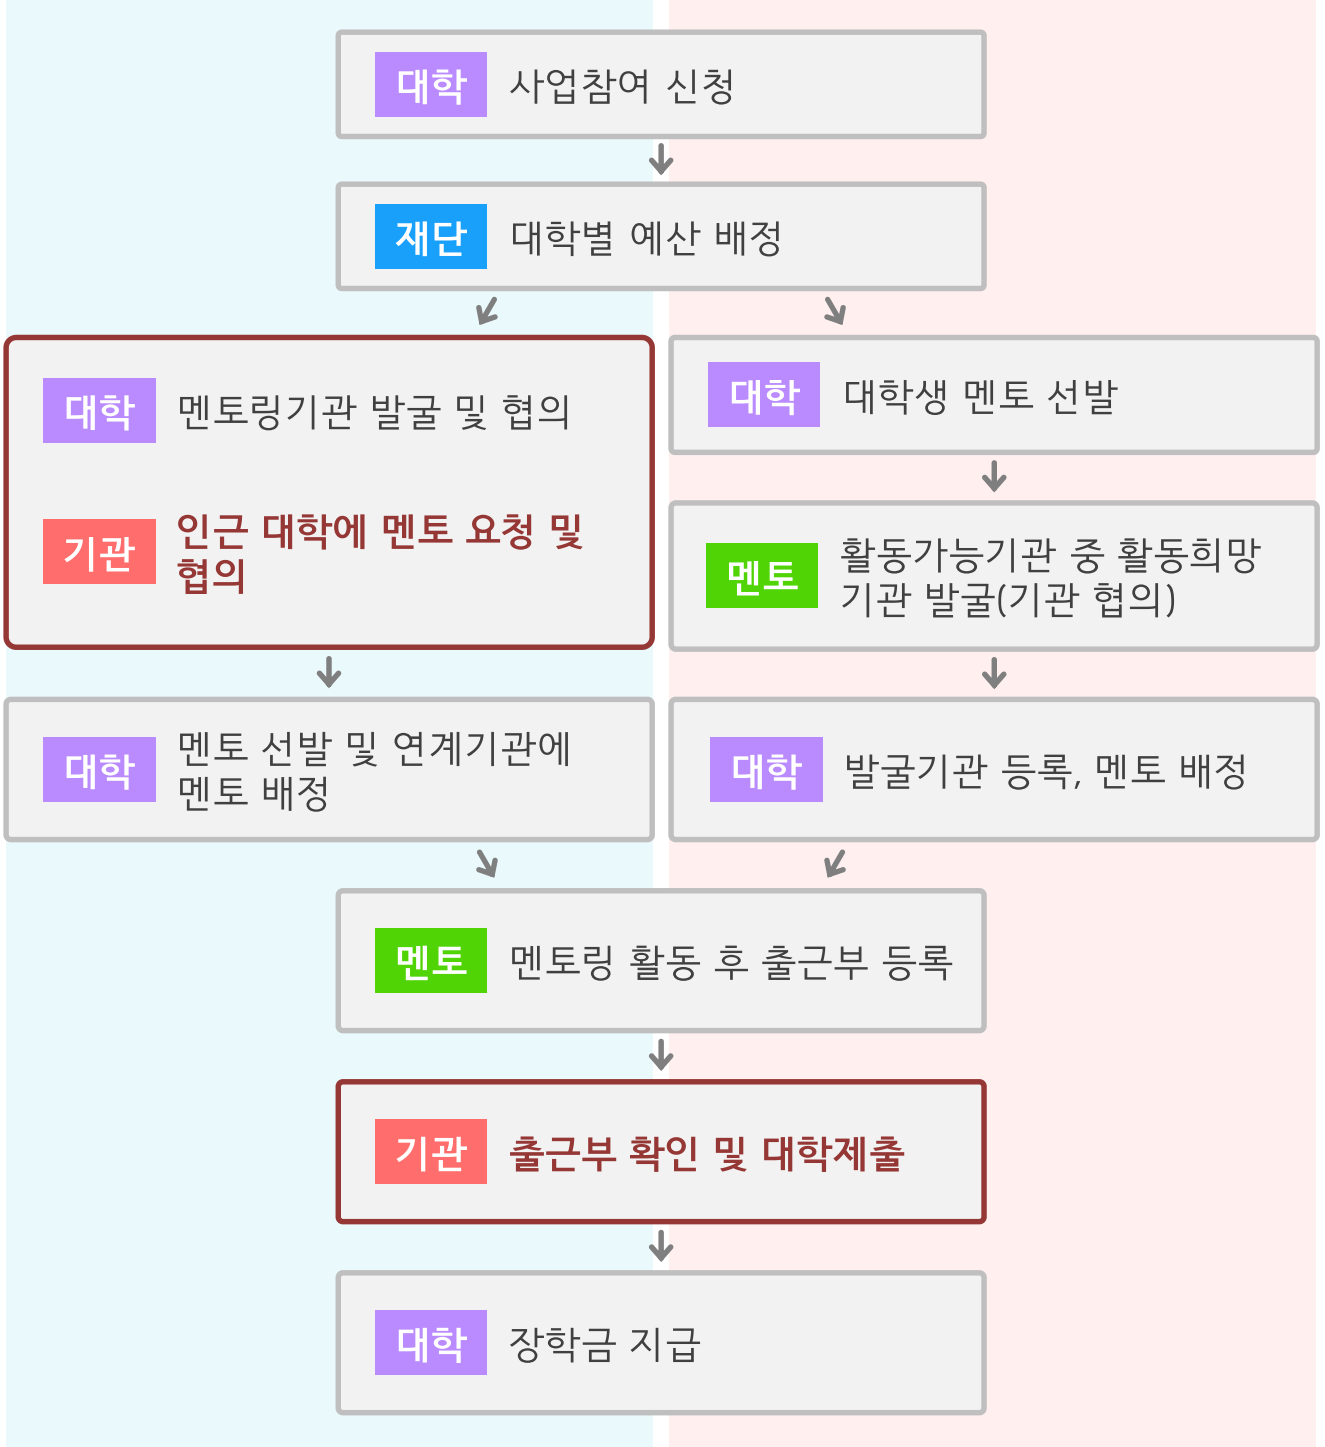 대학 사업참여 신청
재단 대학별 예산 배정
대학 멘토링기관 발굴 및 협의
기관 인근 대학에 멘토 요청 및
협의
대학 멘토 선발 및 연계기관에
멘토 배정
대학 대학생 멘토 선발
멘토 활동가능기관 중 활동희망
기관 발굴(기관 협의)
대학 발굴기관 등록, 멘토 배정
멘토 멘토링 활동 후 출근부 등록
기관 출근부 확인 및 대학제출
대학 장학금 지급